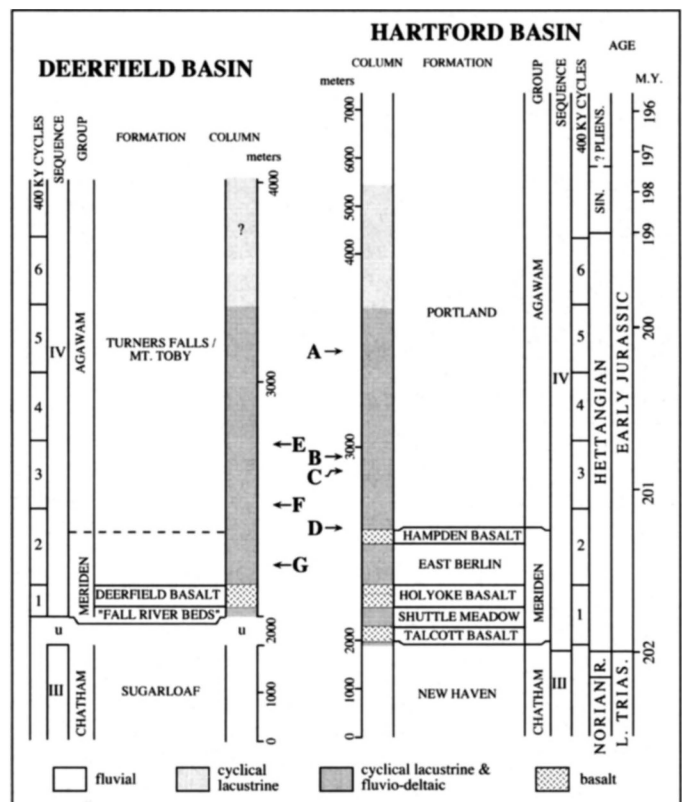 HARTFORD BASIN
DEERFIELD BASIN
AGE
COLUMN FORMATION GROUP SEQUENCE 400 KY CYCLES M.Y.
meters
400 KY CYCLES SEQUENCE GROUP FORMATION COLUMN
meters
7000
6000
5000
4000
3000
2000
1000
0
4000
3000
2000
1000
0
196
197
198
199
200
201
202
? PLIENS.
SIN.
HETTANGIAN
EARLY JURASSIC
NORIAN R.
L. TRIAS.
6
5
4
3
2
1
IV
III
u
AGAWAM
MERIDEN
CHATHAM
TURNERS FALLS /
MT. TOBY
DEERFIELD BASALT
"FALL RIVER BEDS"
SUGARLOAF
?
u
A
E
B
C
F
D
G
PORTLAND
HAMPDEN BASALT
EAST BERLIN
HOLYOKE BASALT
SHUTTLE MEADOW
TALCOTT BASALT
NEW HAVEN
AGAWAM
MERIDEN
CHATHAM
IV
III
6
5
4
3
2
1
fluvial
cyclical
lacustrine
cyclical lacustrine &
fluvio-deltaic
basalt